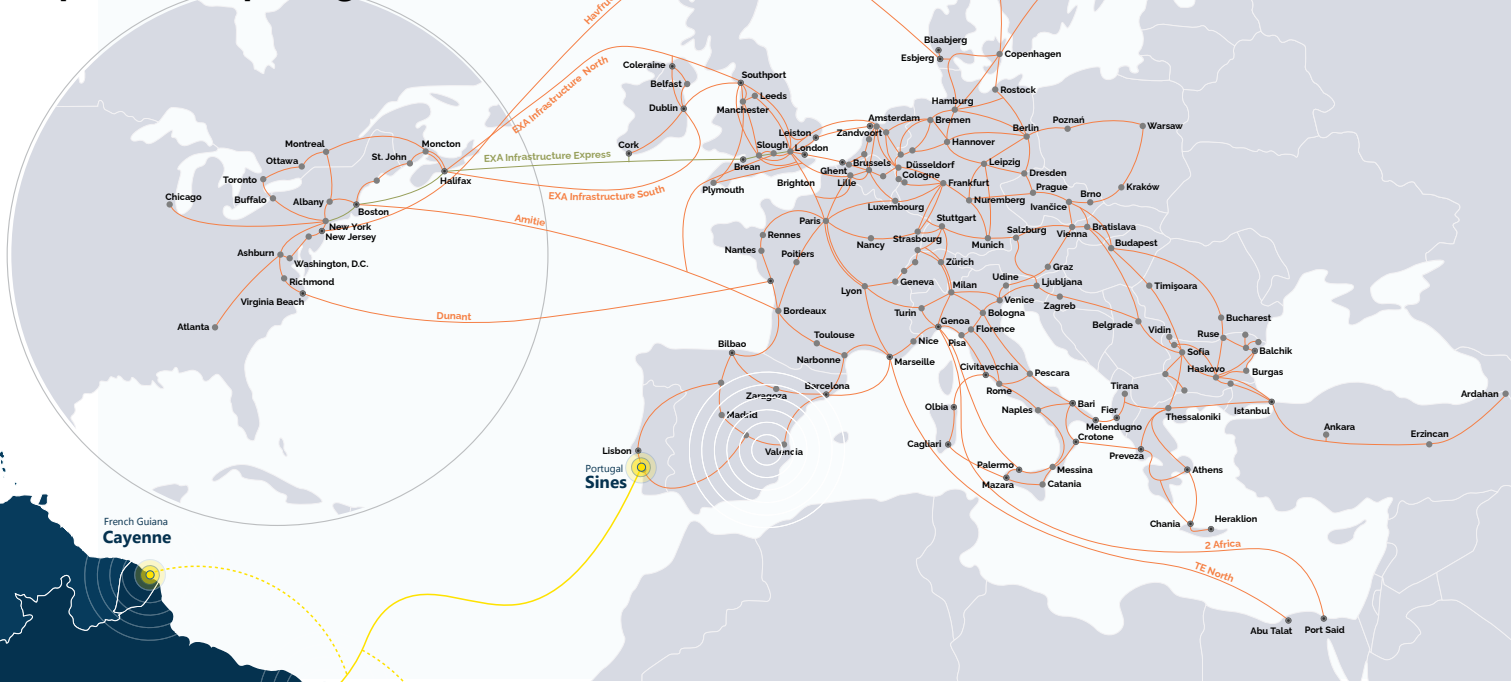 Havfru
Blaabjerg
Esbjerg
Copenhagen
Coleraine
Belfast
Dublin
Cork
Southport
Leeds
Manchester
Rostock
Hamburg
EXA Infrastructure North
Leiston
Zandvoort
Amsterdam
Bremen
Berlin
Poznań
Warsaw
Montreal
Ottawa
Toronto
Buffalo
Chicago
St. John
Moncton
Halifax
Albany
Boston
EXA Infrastructure Express
Slough
London
Brean
Plymouth
Brighton
Ghent
Lille
Brussels
Düsseldorf
Cologne
Hannover
Leipzig
Dresden
Frankfurt
Prague
Brno
Kraków
Ivančice
Nuremberg
Luxembourg
EXA Infrastructure South
Amitie
New York
New Jersey
Ashburn
Washington, D.C.
Richmond
Virginia Beach
Atlanta
Dunant
Paris
Rennes
Nantes
Poitiers
Nancy
Strasbourg
Stuttgart
Munich
Salzburg
Vienna
Bratislava
Budapest
Zürich
Geneva
Lyon
Milan
Udine
Graz
Ljubljana
Venice
Zagreb
Timişoara
Bordeaux
Turin
Bologna
Genoa
Florence
Nice
Pisa
Belgrade
Vidin
Ruse
Bucharest
Toulouse
Narbonne
Marseille
Bilbao
Sofia
Balchik
Haskovo
Burgas
Zaragoza
Barcelona
Madrid
Valencia
Civitavecchia
Rome
Pescara
Tirana
Olbia
Naples
Bari
Fier
Melendugno
Thessaloniki
Istanbul
Ardahan
Ankara
Erzincan
Cagliari
Crotone
Preveza
Lisbon
Portugal
Sines
Palermo
Mazara
Messina
Catania
Athens
Chania
Heraklion
French Guiana
Cayenne
2 Africa
TE North
Abu Talat
Port Said